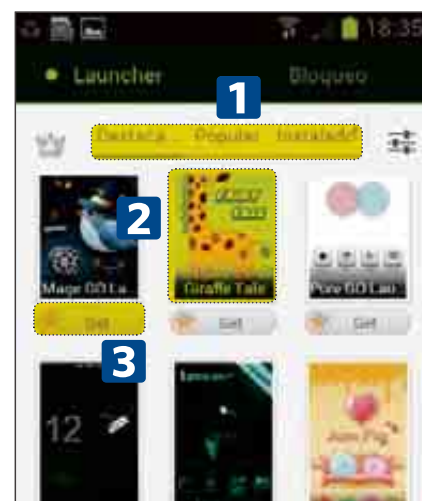 18:35
Launcher Bloqueo
1
Destaca... Popular Instalado
2
Mage GO La... Giraffe Tale Pure GO Lau...
Get Get Get
3
12